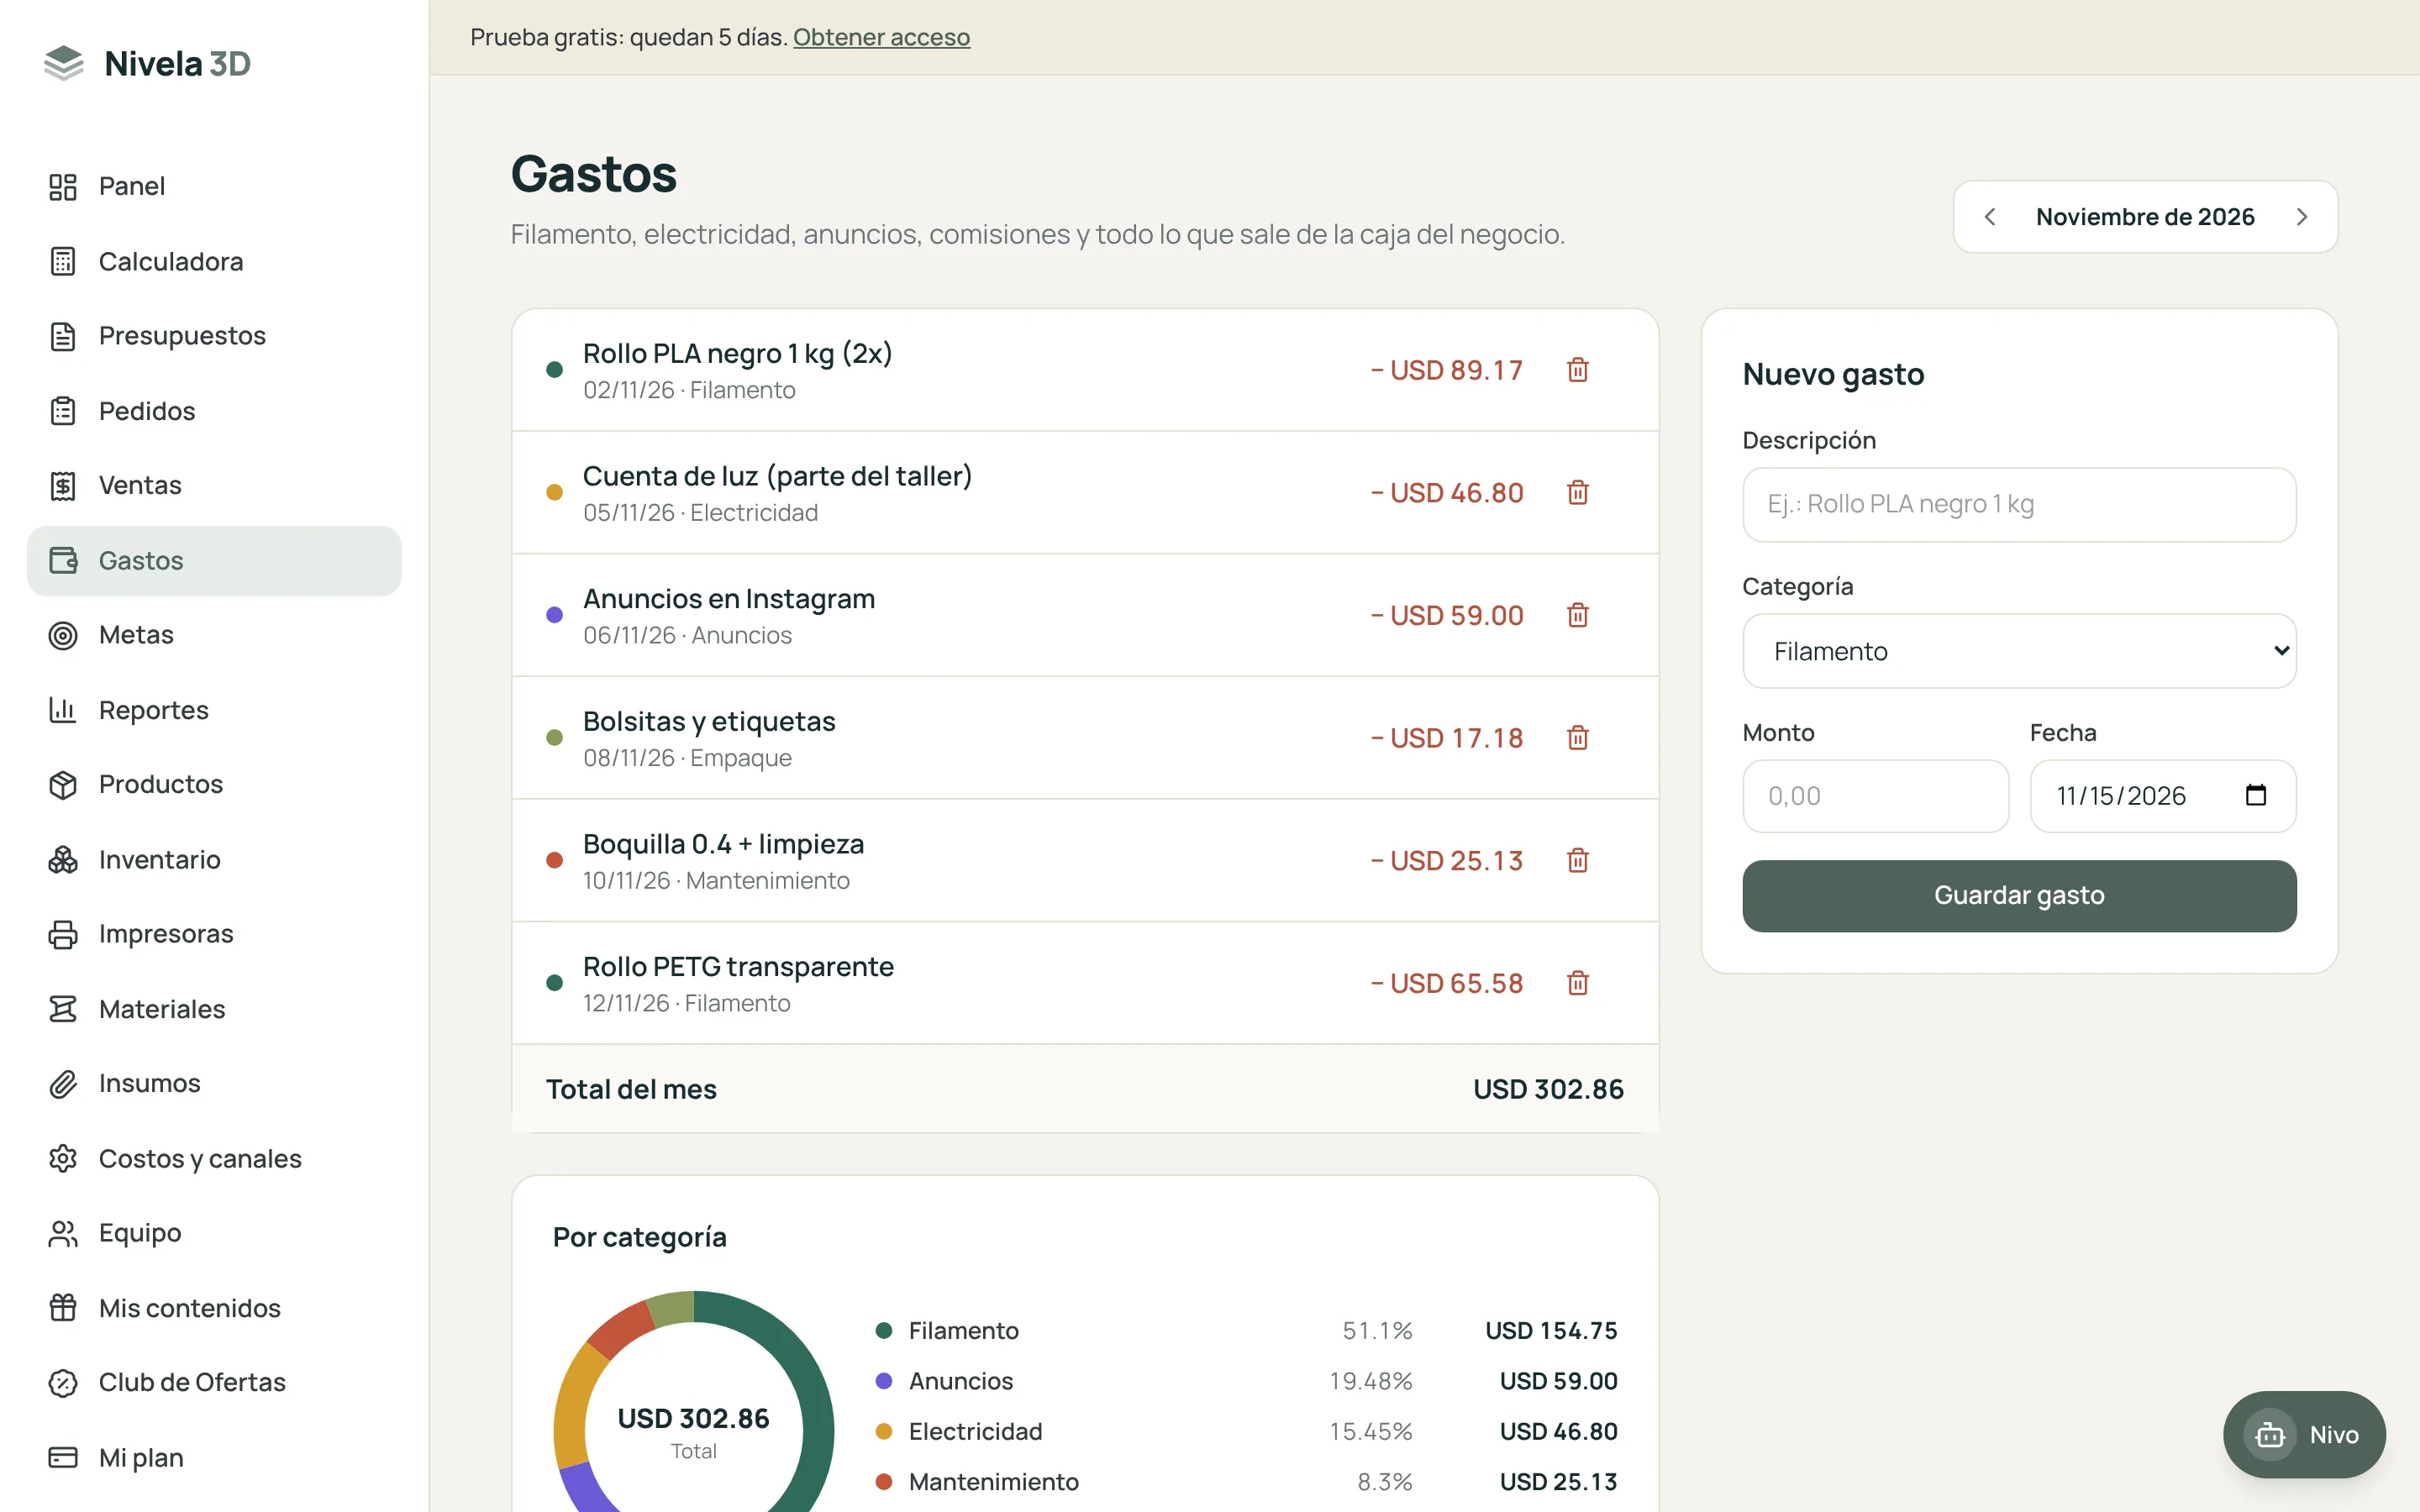 Nivela 3D
Panel
Calculadora
Presupuestos
Pedidos
Ventas
Gastos
Metas
Reportes
Productos
Inventario
Impresoras
Materiales
Insumos
Costos y canales
Equipo
Mis contenidos
Club de Ofertas
Mi plan
Prueba gratis: quedan 5 días. Obtener acceso
Gastos
Filamento, electricidad, anuncios, comisiones y todo lo que sale de la caja del negocio.
Noviembre de 2026
Rollo PLA negro 1 kg (2x)
02/11/26 · Filamento
− USD 89.17
Cuenta de luz (parte del taller)
05/11/26 · Electricidad
− USD 46.80
Anuncios en Instagram
06/11/26 · Anuncios
− USD 59.00
Bolsitas y etiquetas
08/11/26 · Empaque
− USD 17.18
Boquilla 0.4 + limpieza
10/11/26 · Mantenimiento
− USD 25.13
Rollo PETG transparente
12/11/26 · Filamento
− USD 65.58
Total del mes USD 302.86
Nuevo gasto
Descripción
Ej.: Rollo PLA negro 1 kg
Categoría
Filamento
Monto Fecha
0,00 11/15/2026
Guardar gasto
Por categoría
USD 302.86
Total
Filamento 51.1% USD 154.75
Anuncios 19.48% USD 59.00
Electricidad 15.45% USD 46.80
Mantenimiento 8.3% USD 25.13
Nivo